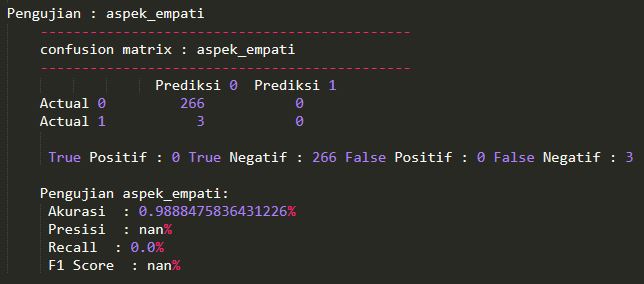 Pengujian : aspek_empati
--------------------------------------------
confusion matrix : aspek_empati
--------------------------------------------
Prediksi 0 Prediksi 1
Actual 0 266 0
Actual 1 3 0
True Positif : 0 True Negatif : 266 False Positif : 0 False Negatif : 3
Pengujian aspek_empati:
Akurasi : 0.9888475836431226%
Presisi : nan%
Recall : 0.0%
F1 Score : nan%